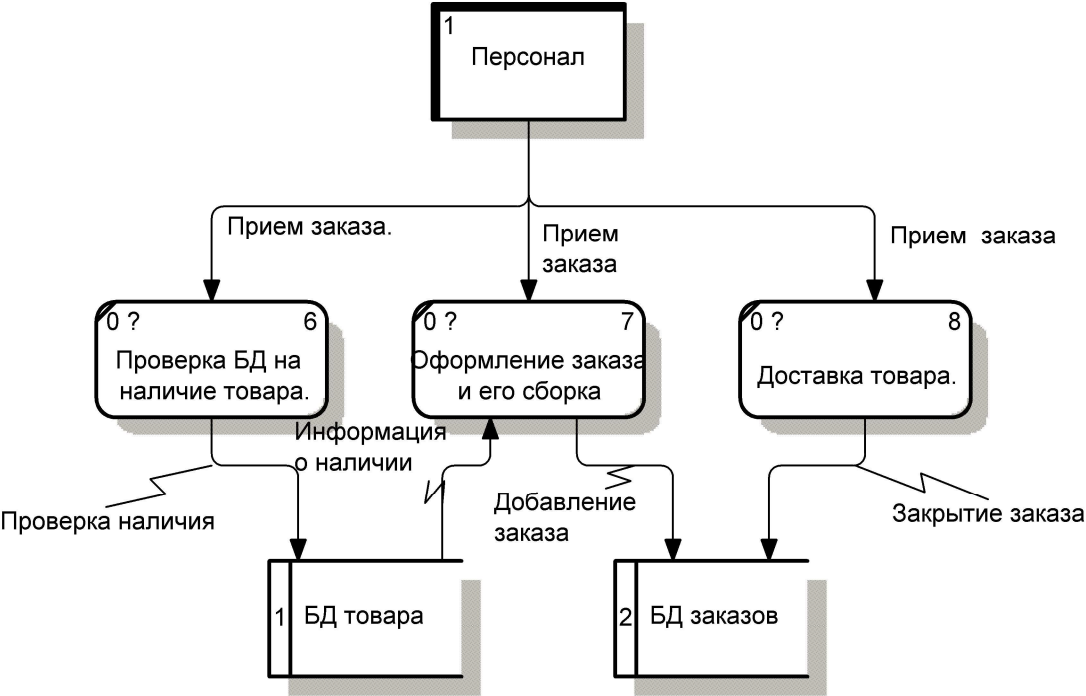 1
Персонал
Прием заказа.
Прием
заказа
Прием заказа
0 ? 6
Проверка БД на
наличие товара.
0 ? 7
Оформление заказа
и его сборка
0 ? 8
Доставка товара.
Информация
о наличии
Проверка наличия
Добавление
заказа
Закрытие заказа
1 БД товара
2 БД заказов